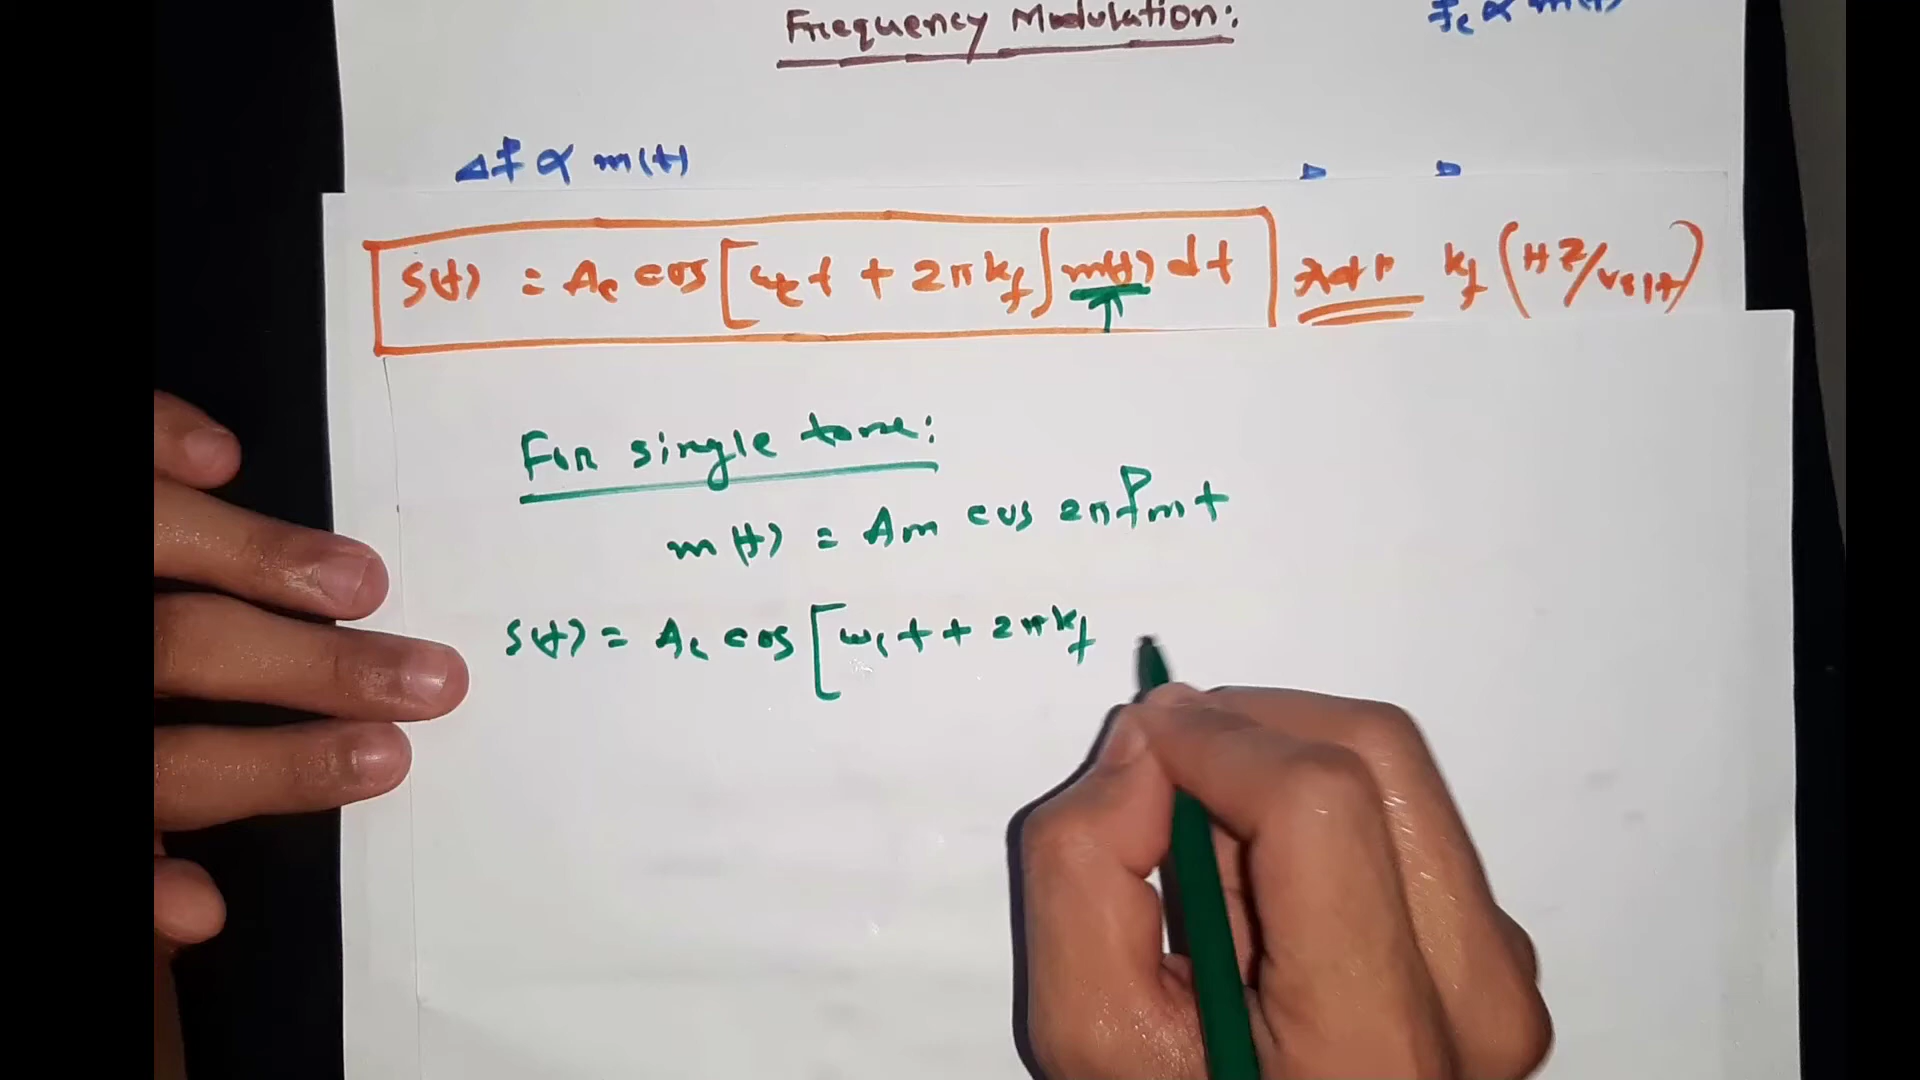 Frequency Modulation:
fc ∝ m(t)
Δf ∝ m(t)
S(t) = Ac cos [ωct + 2πkf ∫m(t) dt
kf (HZ/volt)
For single tone:
m(t) = Am cos 2πfmt
S(t) = Ac cos [ωct + 2πkf